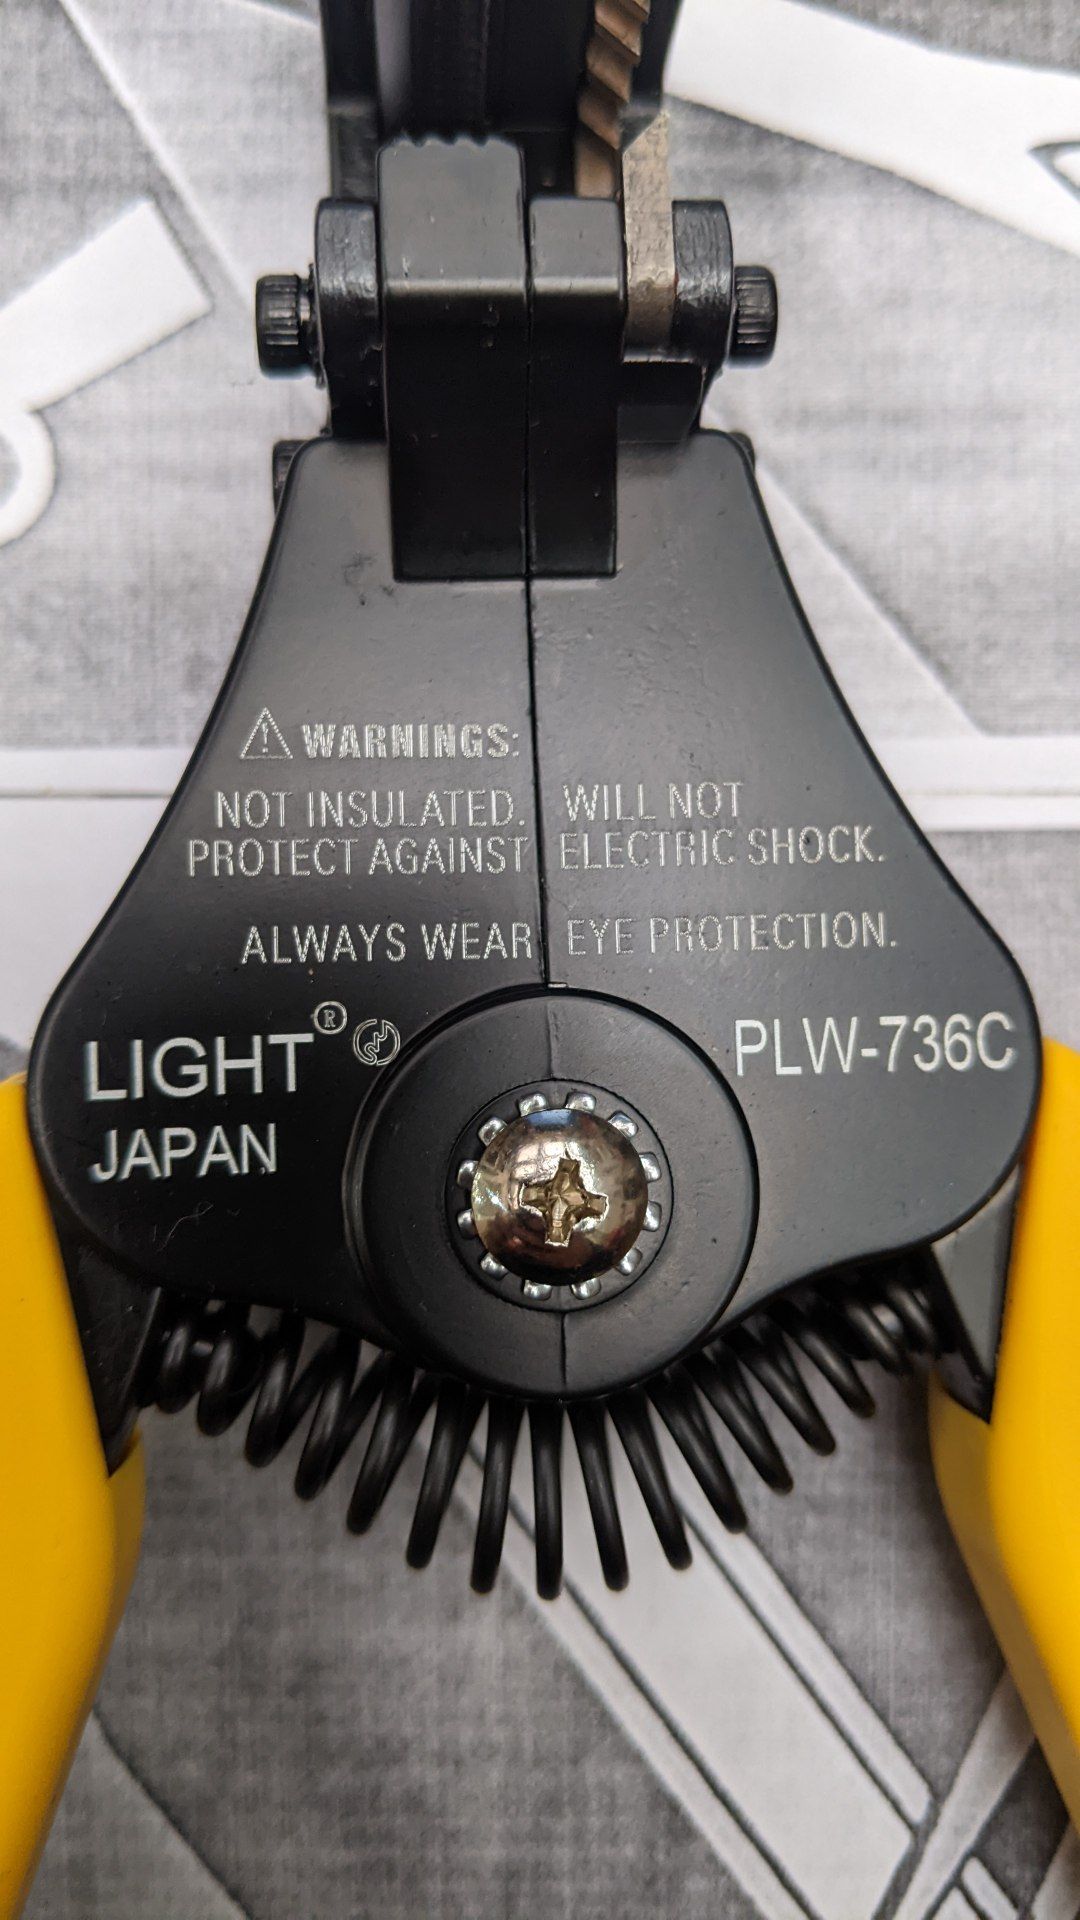 ⚠ WARNINGS:
NOT INSULATED. WILL NOT
PROTECT AGAINST ELECTRIC SHOCK.
ALWAYS WEAR EYE PROTECTION.
LIGHT®
JAPAN
PLW-736C